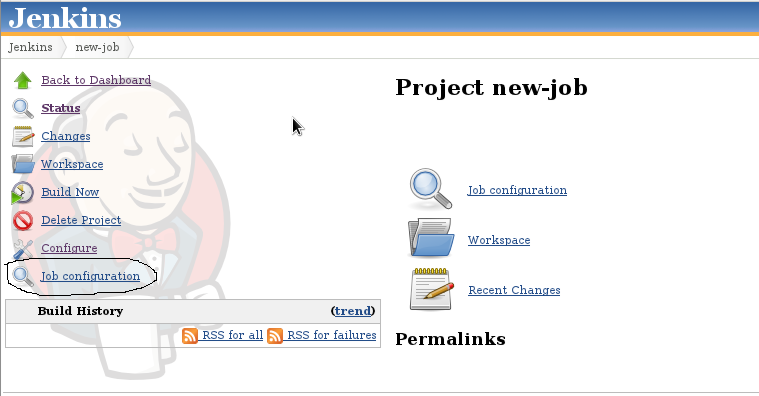 Jenkins
Jenkins new-job
Back to Dashboard
Status
Changes
Workspace
Build Now
Delete Project
Configure
Job configuration
Build History (trend)
RSS for all RSS for failures
Project new-job
Job configuration
Workspace
Recent Changes
Permalinks